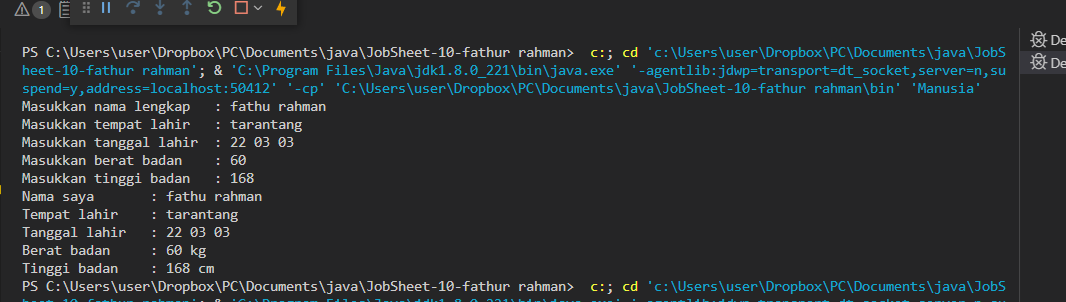 1
PS C:\Users\user\Dropbox\PC\Documents\java\JobSheet-10-fathur rahman> c:; cd 'c:\Users\user\Dropbox\PC\Documents\java\JobS
heet-10-fathur rahman'; & 'C:\Program Files\Java\jdk1.8.0_221\bin\java.exe' '-agentlib:jdwp=transport=dt_socket,server=n,su
spend=y,address=localhost:50412' '-cp' 'C:\Users\user\Dropbox\PC\Documents\java\JobSheet-10-fathur rahman\bin' 'Manusia'
Masukkan nama lengkap : fathu rahman
Masukkan tempat lahir : tarantang
Masukkan tanggal lahir : 22 03 03
Masukkan berat badan : 60
Masukkan tinggi badan : 168
Nama saya : fathu rahman
Tempat lahir : tarantang
Tanggal lahir : 22 03 03
Berat badan : 60 kg
Tinggi badan : 168 cm
PS C:\Users\user\Dropbox\PC\Documents\java\JobSheet-10-fathur rahman> c:; cd 'c:\Users\user\Dropbox\PC\Documents\java\JobS
De
De